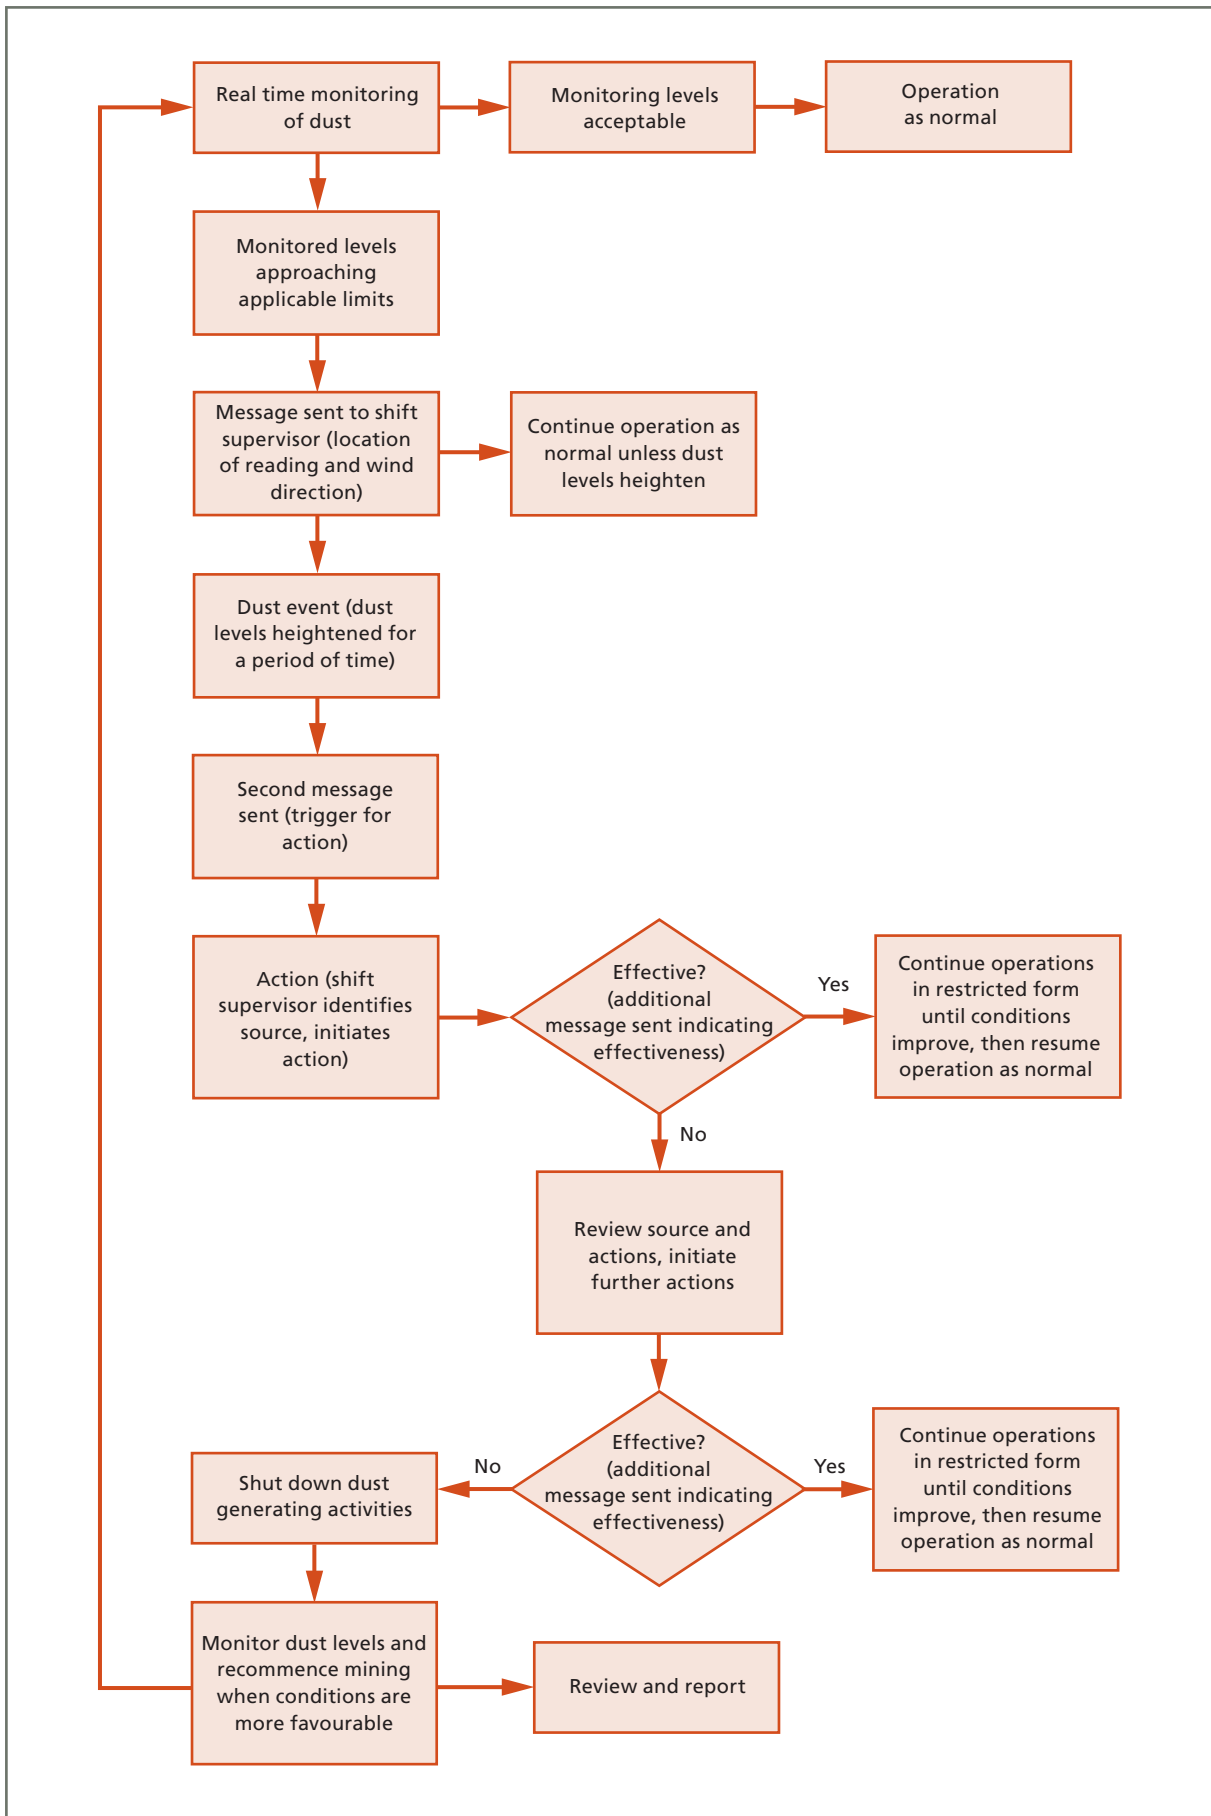 Real time monitoring
of dust
Monitoring levels
acceptable
Operation
as normal
Monitored levels
approaching
applicable limits
Message sent to shift
supervisor (location
of reading and wind
direction)
Continue operation as
normal unless dust
levels heighten
Dust event (dust
levels heightened for
a period of time)
Second message
sent (trigger for
action)
Action (shift
supervisor identifies
source, initiates
action)
Effective?
(additional
message sent indicating
effectiveness)
Yes
Continue operations
in restricted form
until conditions
improve, then resume
operation as normal
No
Review source and
actions, initiate
further actions
Effective?
(additional
message sent indicating
effectiveness)
Yes
Continue operations
in restricted form
until conditions
improve, then resume
operation as normal
No
Shut down dust
generating activities
Monitor dust levels and
recommence mining
when conditions are
more favourable
Review and report